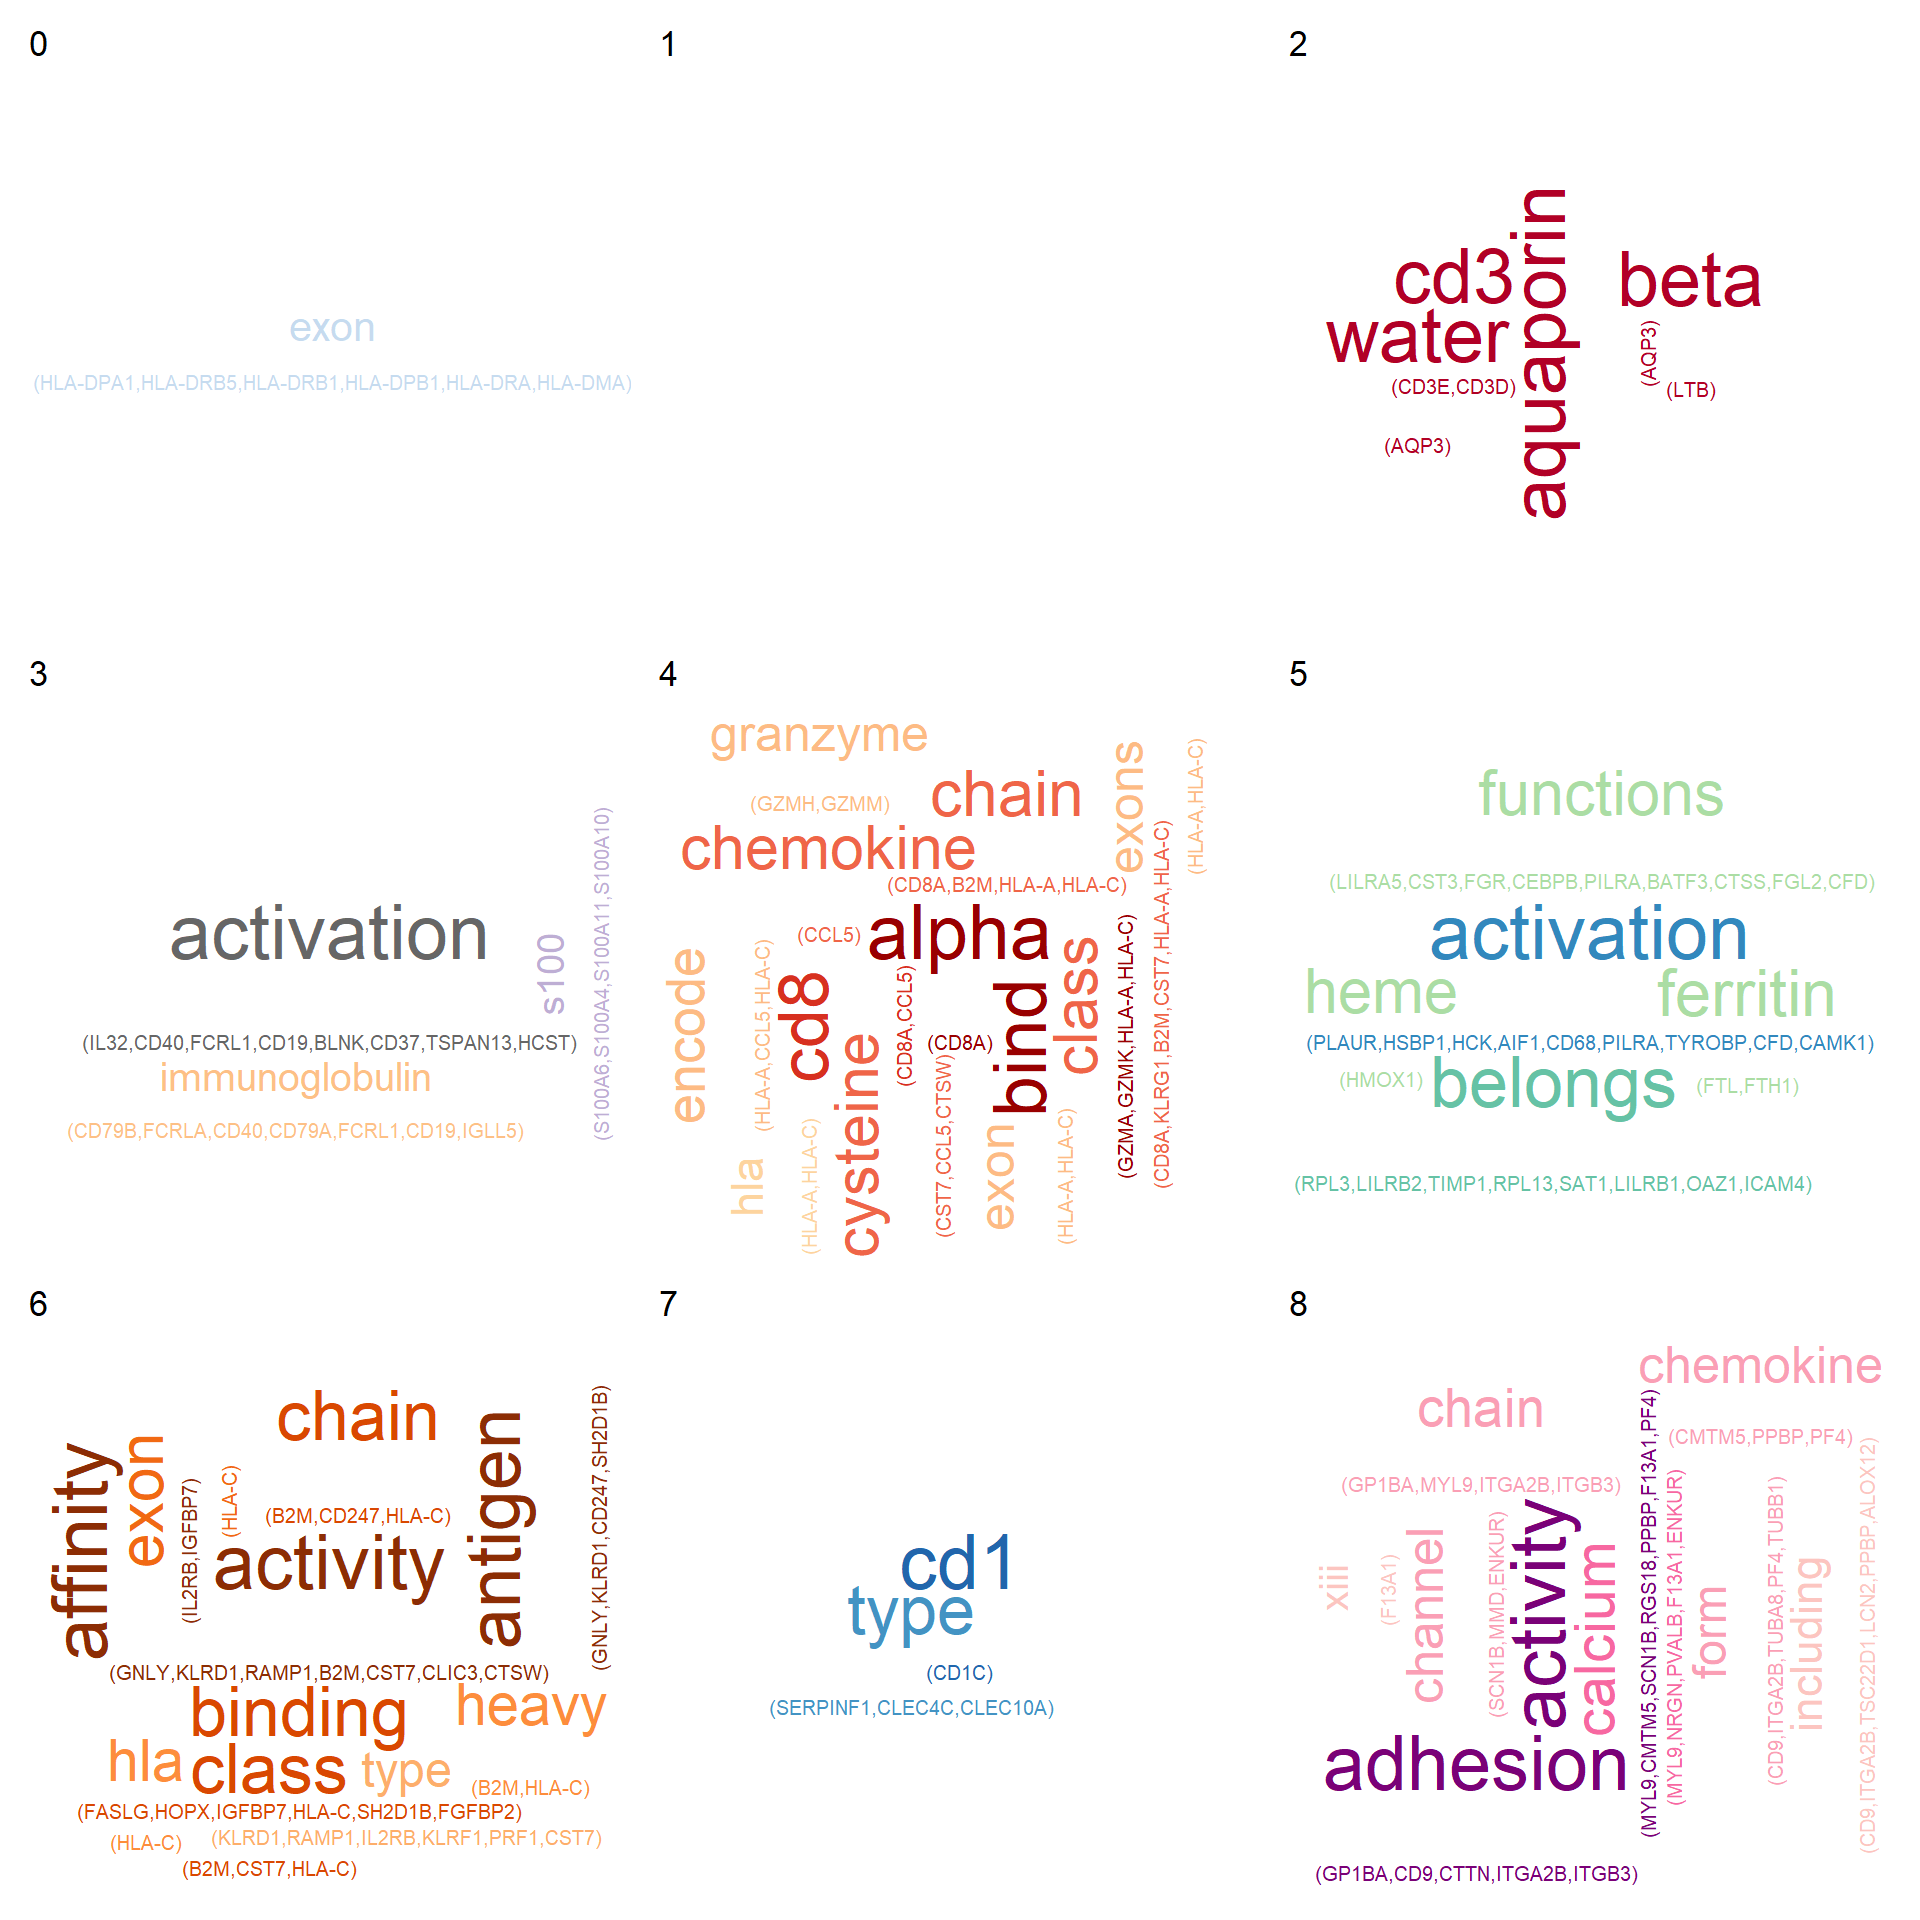 0
exon
(HLA-DPA1,HLA-DRB5,HLA-DRB1,HLA-DPB1,HLA-DRA,HLA-DMA)
1
2
cd3
water
aquaporin
beta
(CD3E,CD3D)
(AQP3)
(LTB)
(AQP3)
3
activation
s100
(S100A6,S100A4,S100A11,S100A10)
(IL32,CD40,FCRL1,CD19,BLNK,CD37,TSPAN13,HCST)
immunoglobulin
(CD79B,FCRLA,CD40,CD79A,FCRL1,CD19,IGLL5)
4
granzyme
(GZMH,GZMM)
chain
exons
(HLA-A,HLA-C)
chemokine
(CD8A,B2M,HLA-A,HLA-C)
(CCL5)
alpha
encode
(HLA-A,CCL5,HLA-C)
cd8
(CD8A,CCL5)
(CD8A)
bind
class
(GZMA,GZMK,HLA-A,HLA-C)
(CD8A,KLRG1,B2M,CST7,HLA-A,HLA-C)
hla
(HLA-A,HLA-C)
cysteine
(CST7,CCL5,CTSW)
exon
(HLA-A,HLA-C)
5
functions
(LILRA5,CST3,FGR,CEBPB,PILRA,BATF3,CTSS,FGL2,CFD)
activation
heme
ferritin
(PLAUR,HSBP1,HCK,AIF1,CD68,PILRA,TYROBP,CFD,CAMK1)
(HMOX1)
belongs
(FTL,FTH1)
(RPL3,LILRB2,TIMP1,RPL13,SAT1,LILRB1,OAZ1,ICAM4)
6
chain
affinity
exon
(IL2RB,IGFBP7)
(HLA-C)
(B2M,CD247,HLA-C)
activity
antigen
(GNLY,KLRD1,CD247,SH2D1B)
(GNLY,KLRD1,RAMP1,B2M,CST7,CLIC3,CTSW)
binding
heavy
hla
class
type
(B2M,HLA-C)
(FASLG,HOPX,IGFBP7,HLA-C,SH2D1B,FGFBP2)
(HLA-C)
(KLRD1,RAMP1,IL2RB,KLRF1,PRF1,CST7)
(B2M,CST7,HLA-C)
7
cd1
type
(CD1C)
(SERPINF1,CLEC4C,CLEC10A)
8
chemokine
chain
(CMTM5,PPBP,PF4)
(GP1BA,MYL9,ITGA2B,ITGB3)
xiii
(F13A1)
channel
(SCN1B,MMD,ENKUR)
activity
calcium
(MYL9,CMTM5,SCN1B,RGS18,PPBP,F13A1,PF4)
(MYL9,NRGN,PVALB,F13A1,ENKUR)
form
(CD9,ITGA2B,TUBA8,PF4,TUBB1)
including
(CD9,ITGA2B,TSC22D1,LCN2,PPBP,ALOX12)
adhesion
(GP1BA,CD9,CTTN,ITGA2B,ITGB3)